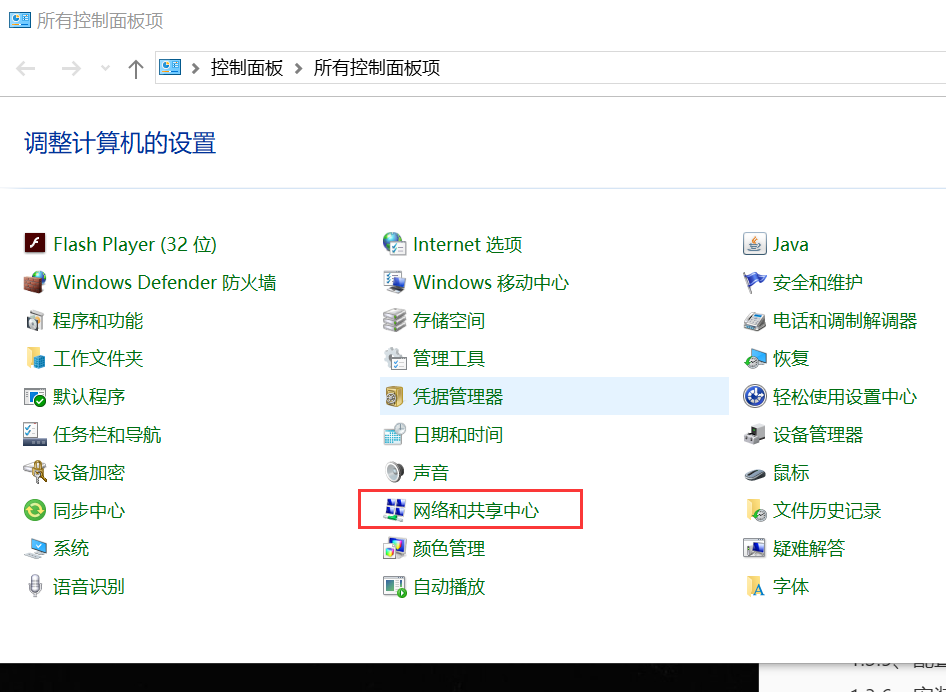 所有控制面板项
控制面板 > 所有控制面板项
调整计算机的设置
Flash Player (32 位) Internet 选项 Java
Windows Defender 防火墙 Windows 移动中心 安全和维护
程序和功能 存储空间 电话和调制解调器
工作文件夹 管理工具 恢复
默认程序 凭据管理器 轻松使用设置中心
任务栏和导航 日期和时间 设备管理器
设备加密 声音 鼠标
同步中心 网络和共享中心 文件历史记录
系统 颜色管理 疑难解答
语音识别 自动播放 字体